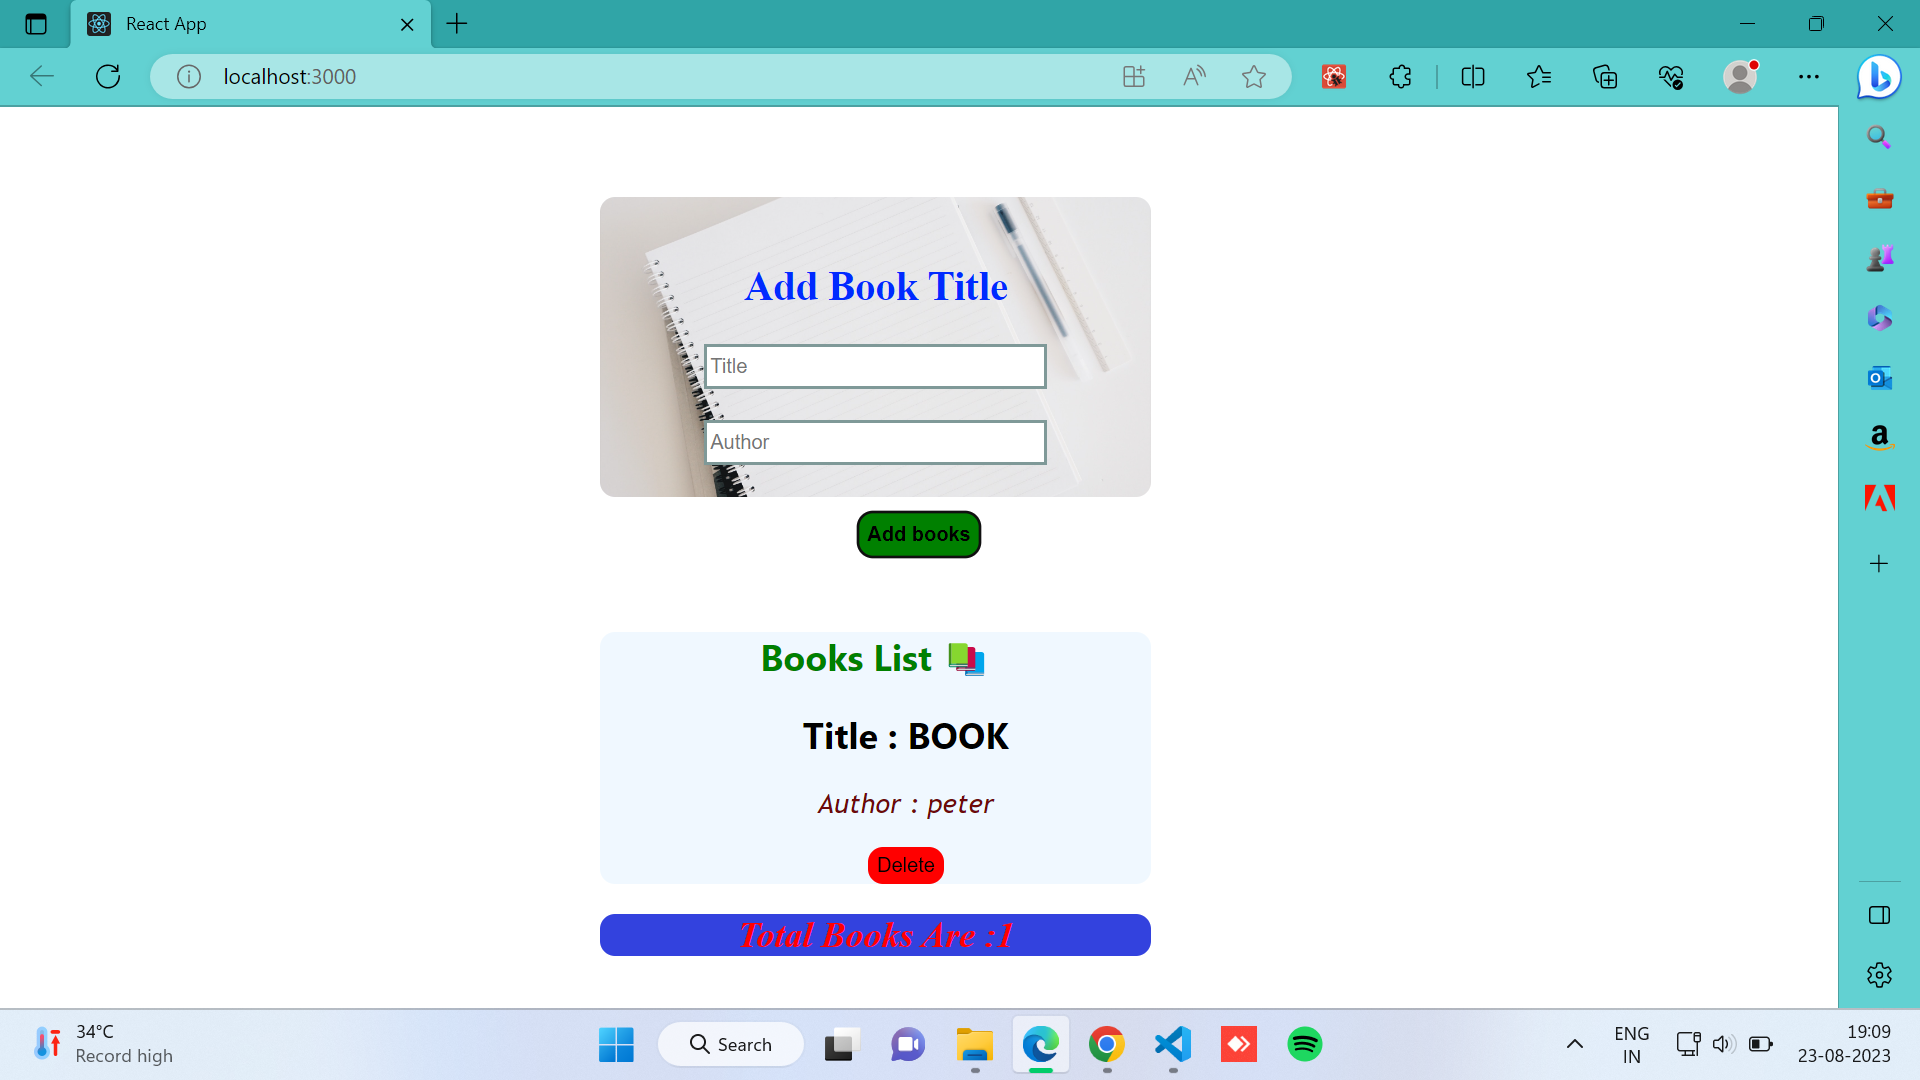 React App
localhost:3000
Add Book Title
Title
Author
Add books
Books List
Title : BOOK
Author : peter
Delete
Total Books Are :1
34°C
Record high
Search
ENG
IN
19:09
23-08-2023